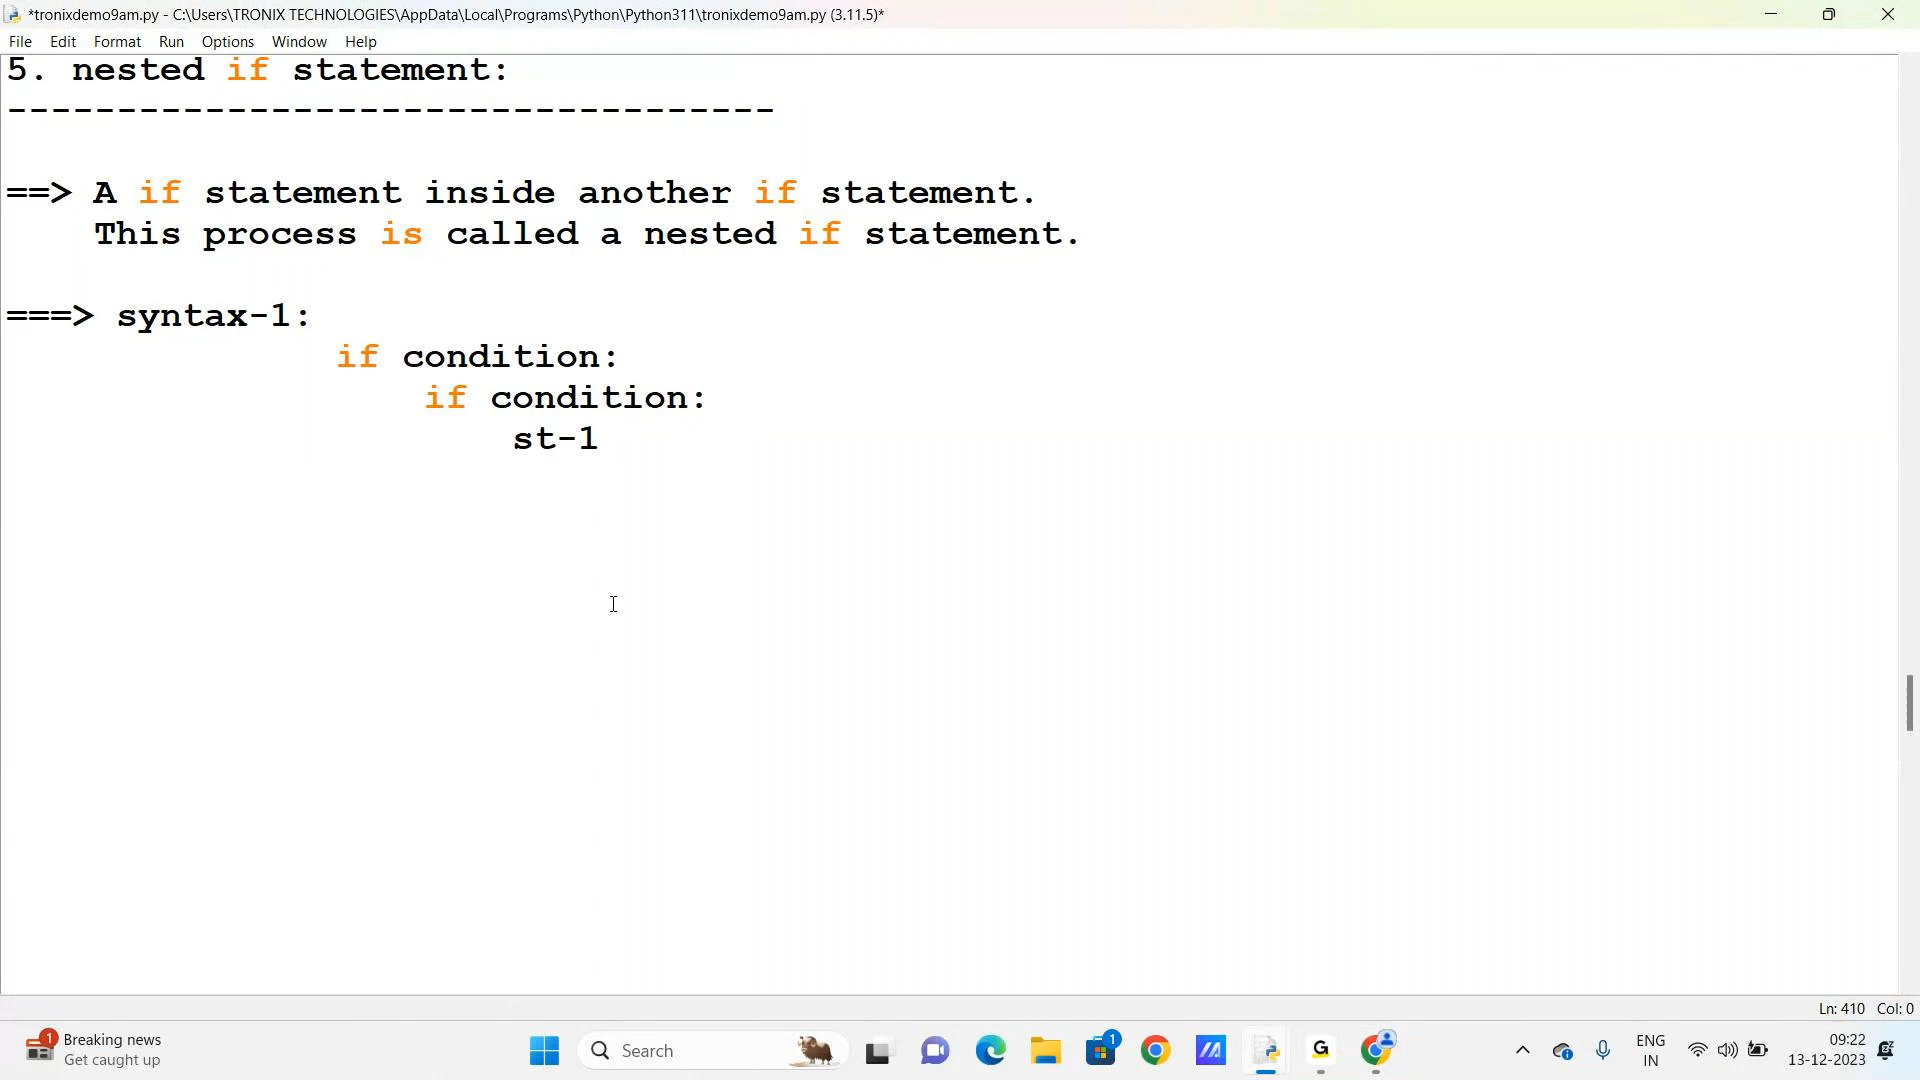 *tronixdemo9am.py - C:\Users\TRONIX TECHNOLOGIES\AppData\Local\Programs\Python\Python311\tronixdemo9am.py (3.11.5)*
File Edit Format Run Options Window Help
5. nested if statement:
-----------------------------------
==> A if statement inside another if statement.
This process is called a nested if statement.
===> syntax-1:
if condition:
if condition:
st-1
Ln: 410 Col: 0
1
Breaking news
Get caught up
Search
1
G
ENG
IN
09:22
13-12-2023